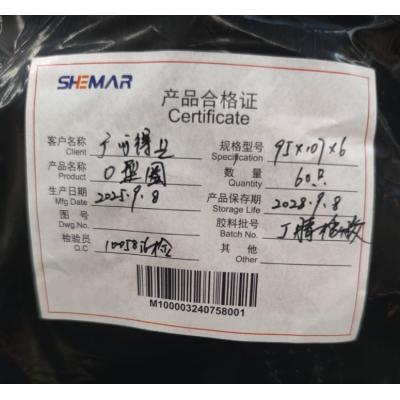 SHEMAR
产品合格证
Certificate
客户名称 广州得业 规格型号 95×107×6
Client Specification
产品名称 O型圈 数量 60只
Product Quantity
生产日期 2025.9.8 产品保存期 2028.9.8
Mfg.Date Storage Life
图号 胶料批号 丁腈橡胶
Dwg.No. Batch No.
检验员 10058 检 其他
Q.C Other
M100003240758001